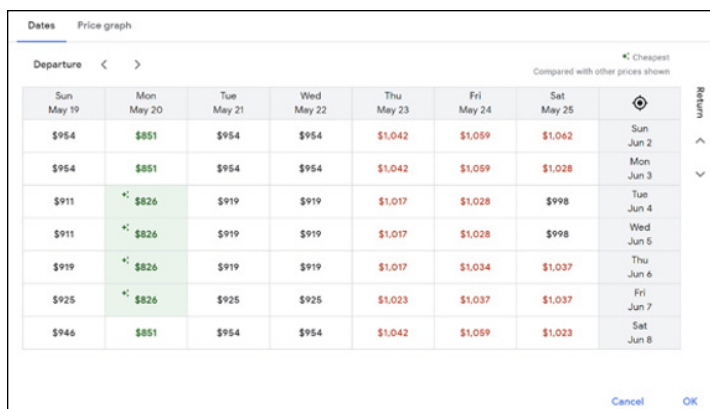 Dates Price graph
Departure < >
Cheapest
Compared with other prices shown
Return
Sun Mon Tue Wed Thu Fri Sat
May 19 May 20 May 21 May 22 May 23 May 24 May 25
$954 $851 $954 $954 $1,042 $1,059 $1,062 Sun Jun 2
$954 $851 $954 $954 $1,042 $1,059 $1,028 Mon Jun 3
$911 $826 $919 $919 $1,017 $1,028 $998 Tue Jun 4
$911 $826 $919 $919 $1,017 $1,028 $998 Wed Jun 5
$919 $826 $919 $919 $1,017 $1,034 $1,037 Thu Jun 6
$925 $826 $925 $925 $1,023 $1,037 $1,037 Fri Jun 7
$946 $851 $954 $954 $1,042 $1,059 $1,023 Sat Jun 8
Cancel OK